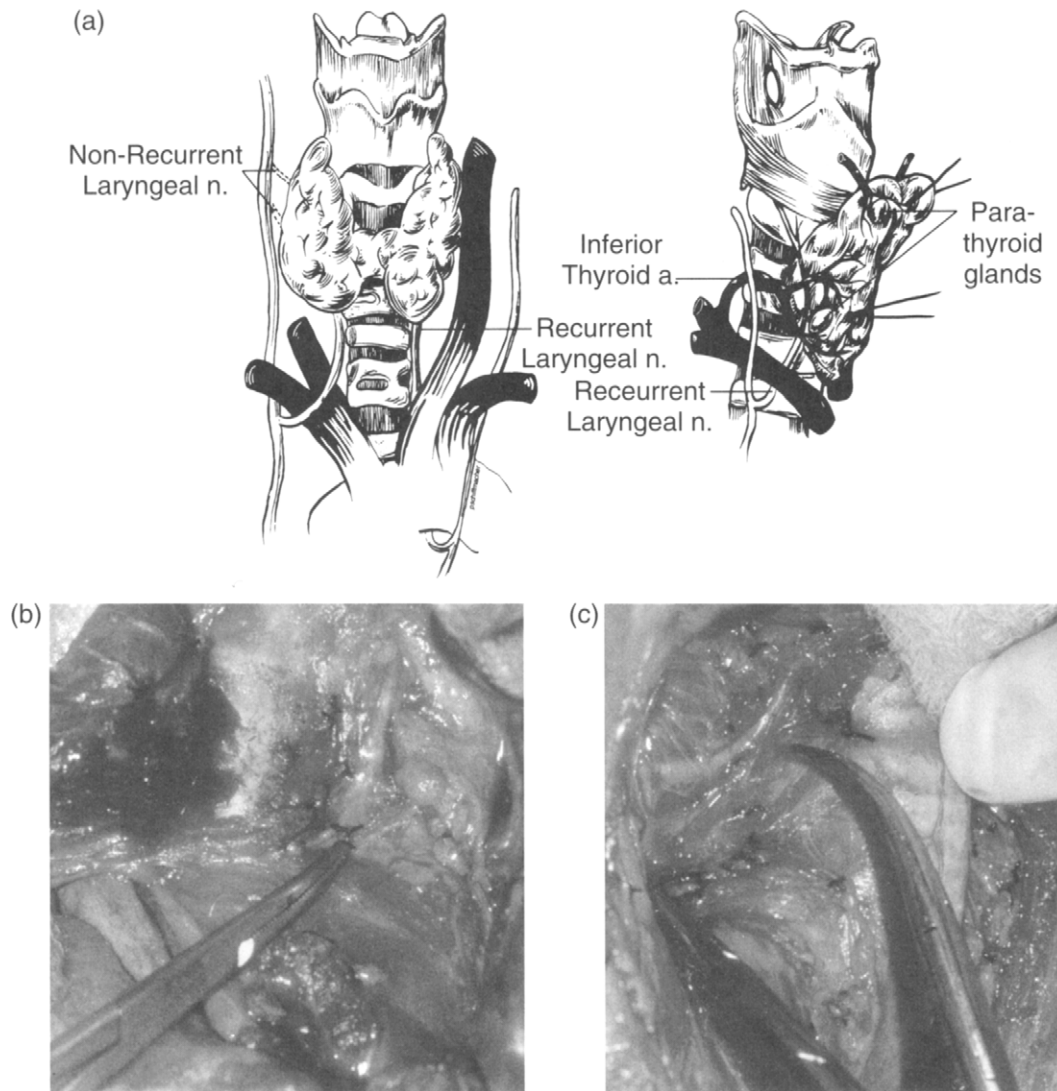 (a)
Non-Recurrent
Laryngeal n.
Inferior
Thyroid a.
Para-
thyroid
glands
Recurrent
Laryngeal n.
Receurrent
Laryngeal n.
(b)
(c)